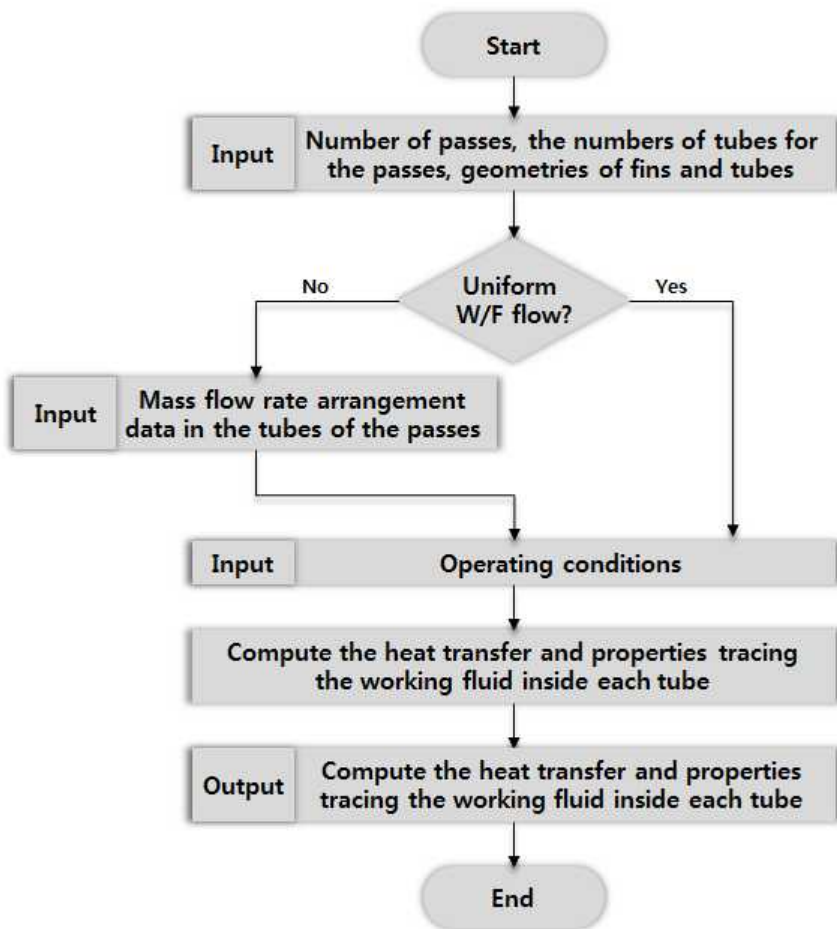 Start
Input
Number of passes, the numbers of tubes for
the passes, geometries of fins and tubes
Uniform
W/F flow?
No
Yes
Input
Mass flow rate arrangement
data in the tubes of the passes
Input
Operating conditions
Compute the heat transfer and properties tracing
the working fluid inside each tube
Output
Compute the heat transfer and properties
tracing the working fluid inside each tube
End